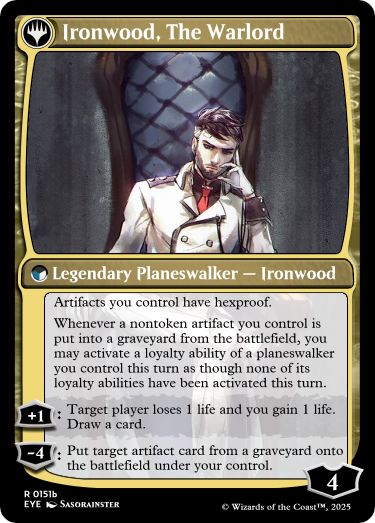 Ironwood, The Warlord
Legendary Planeswalker — Ironwood
Artifacts you control have hexproof.
Whenever a nontoken artifact you control is
put into a graveyard from the battlefield, you
may activate a loyalty ability of a planeswalker
you control this turn as though none of its
loyalty abilities have been activated this turn.
+1: Target player loses 1 life and you gain 1 life.
Draw a card.
-4: Put target artifact card from a graveyard onto
the battlefield under your control.
4
R 0151b
EYE Sasorainster © Wizards of the Coast™, 2025